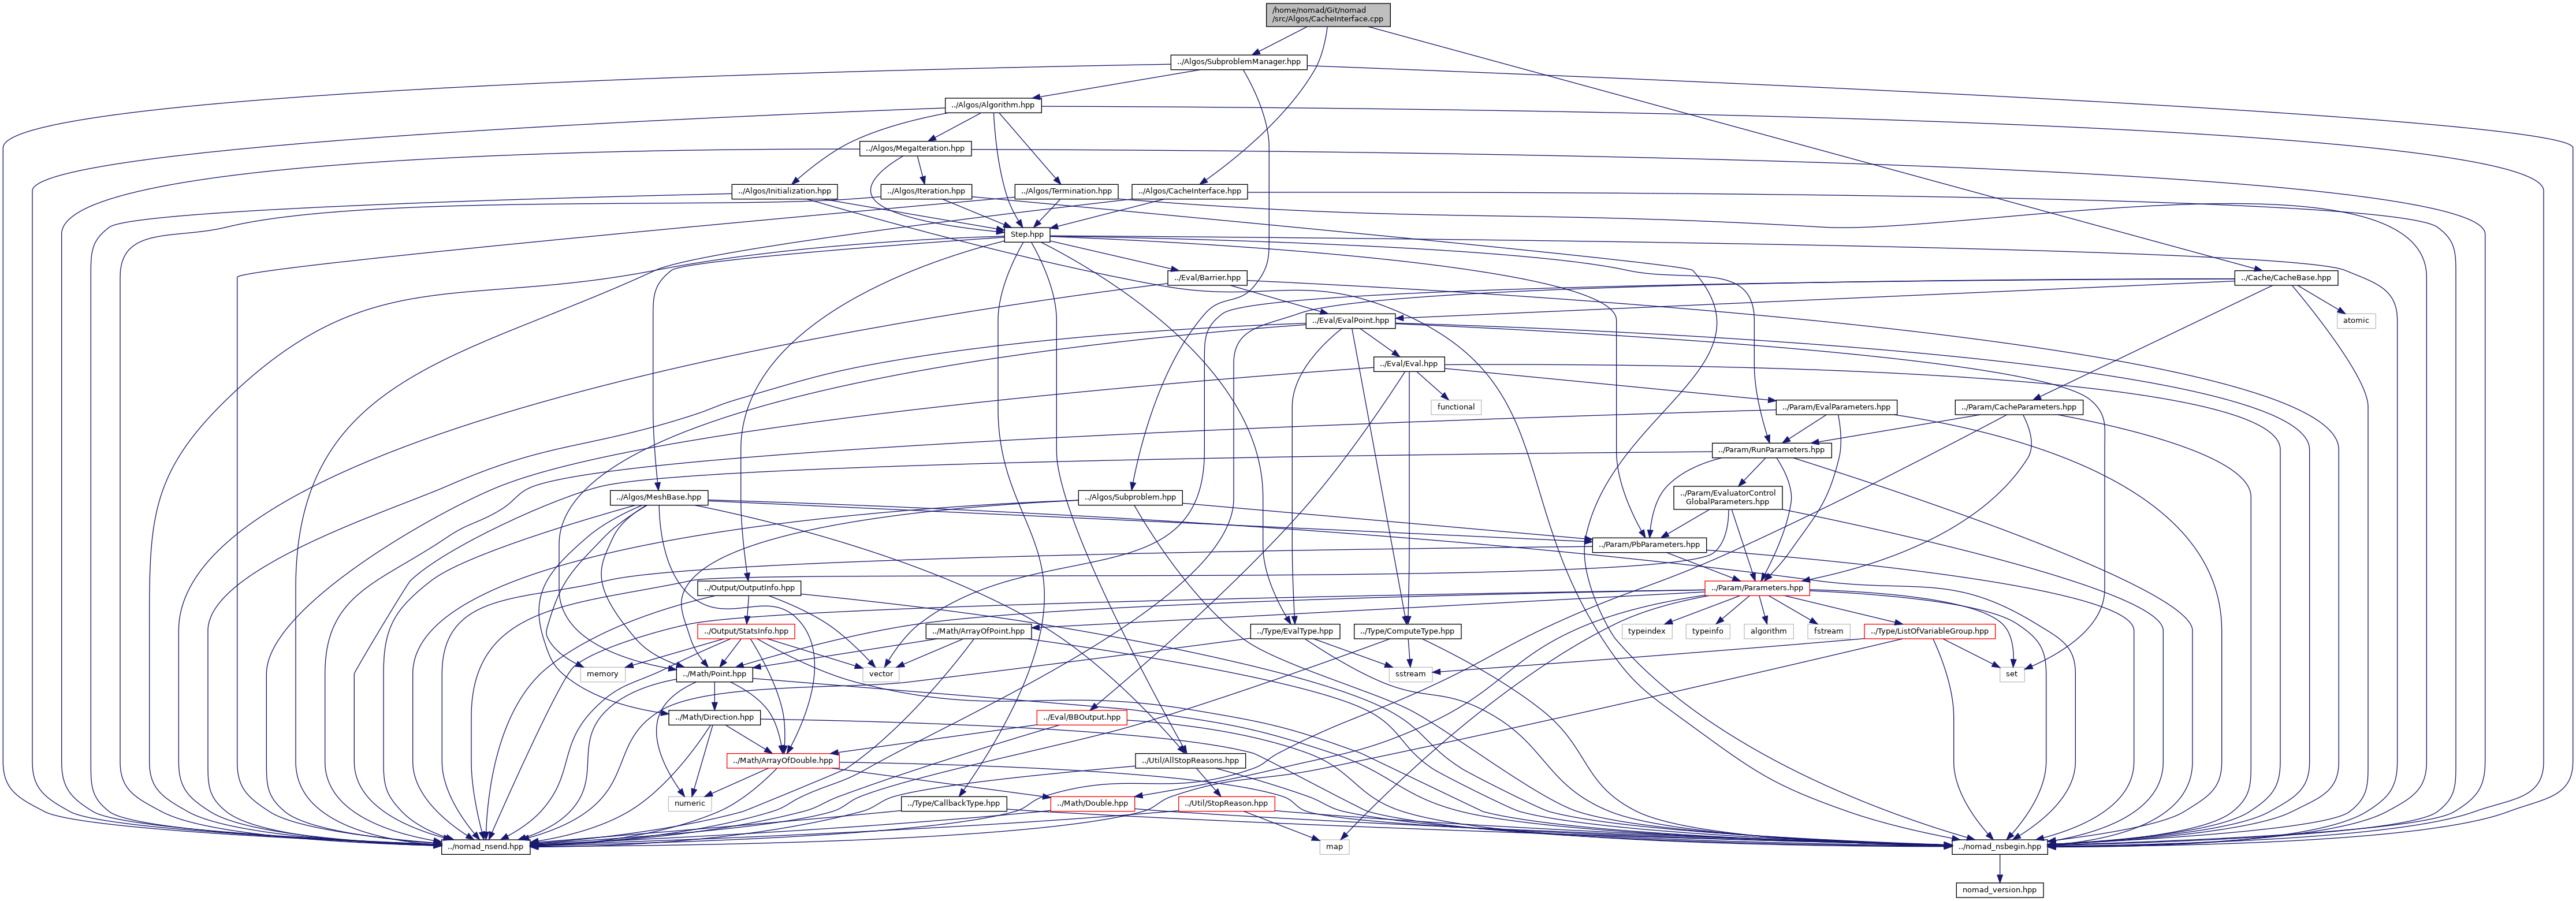 /home/nomad/Git/nomad
/src/Algos/CacheInterface.cpp
../Algos/SubproblemManager.hpp
../Algos/Algorithm.hpp
../Algos/MegaIteration.hpp
../Algos/Initialization.hpp
../Algos/Iteration.hpp
../Algos/Termination.hpp
../Algos/CacheInterface.hpp
Step.hpp
../Eval/Barrier.hpp
../Cache/CacheBase.hpp
../Eval/EvalPoint.hpp
atomic
../Eval/Eval.hpp
functional
../Param/EvalParameters.hpp
../Param/CacheParameters.hpp
../Param/RunParameters.hpp
../Algos/MeshBase.hpp
../Algos/Subproblem.hpp
../Param/EvaluatorControl
GlobalParameters.hpp
../Param/PbParameters.hpp
../Output/OutputInfo.hpp
../Param/Parameters.hpp
../Output/StatsInfo.hpp
../Math/ArrayOfPoint.hpp
../Type/EvalType.hpp
../Type/ComputeType.hpp
typeindex
typeinfo
algorithm
fstream
../Type/ListOfVariableGroup.hpp
memory
../Math/Point.hpp
vector
sstream
set
../Math/Direction.hpp
../Eval/BBOutput.hpp
../Math/ArrayOfDouble.hpp
../Util/AllStopReasons.hpp
numeric
../Type/CallbackType.hpp
../Math/Double.hpp
../Util/StopReason.hpp
../nomad_nsend.hpp
map
../nomad_nsbegin.hpp
nomad_version.hpp